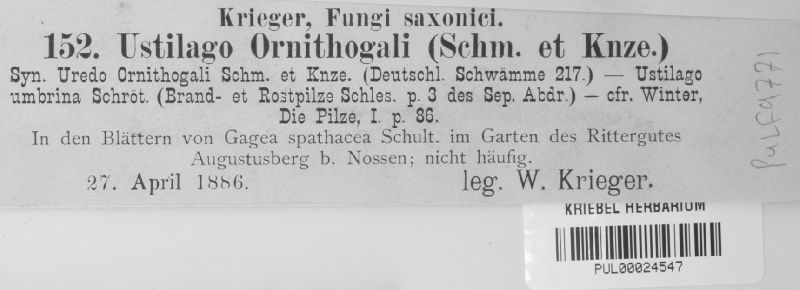 Krieger, Fungi saxonici.
152. Ustilago Ornithogali (Schm. et Knze.)
Syn. Uredo Ornithogali Schm. et Knze. (Deutschl. Schwämme 217.) — Ustilago
umbrina Schröt. (Brand- et Rostpilze Schles. p. 3 des Sep. Abdr.) — cfr. Winter,
Die Pilze, I. p. 86.
In den Blättern von Gagea spathacea Schult. im Garten des Rittergutes
Augustusberg b. Nossen; nicht häufig.
27. April 1886.
leg. W. Krieger.
PULF9771
KRIEBEL HERBARIUM
PUL00024547